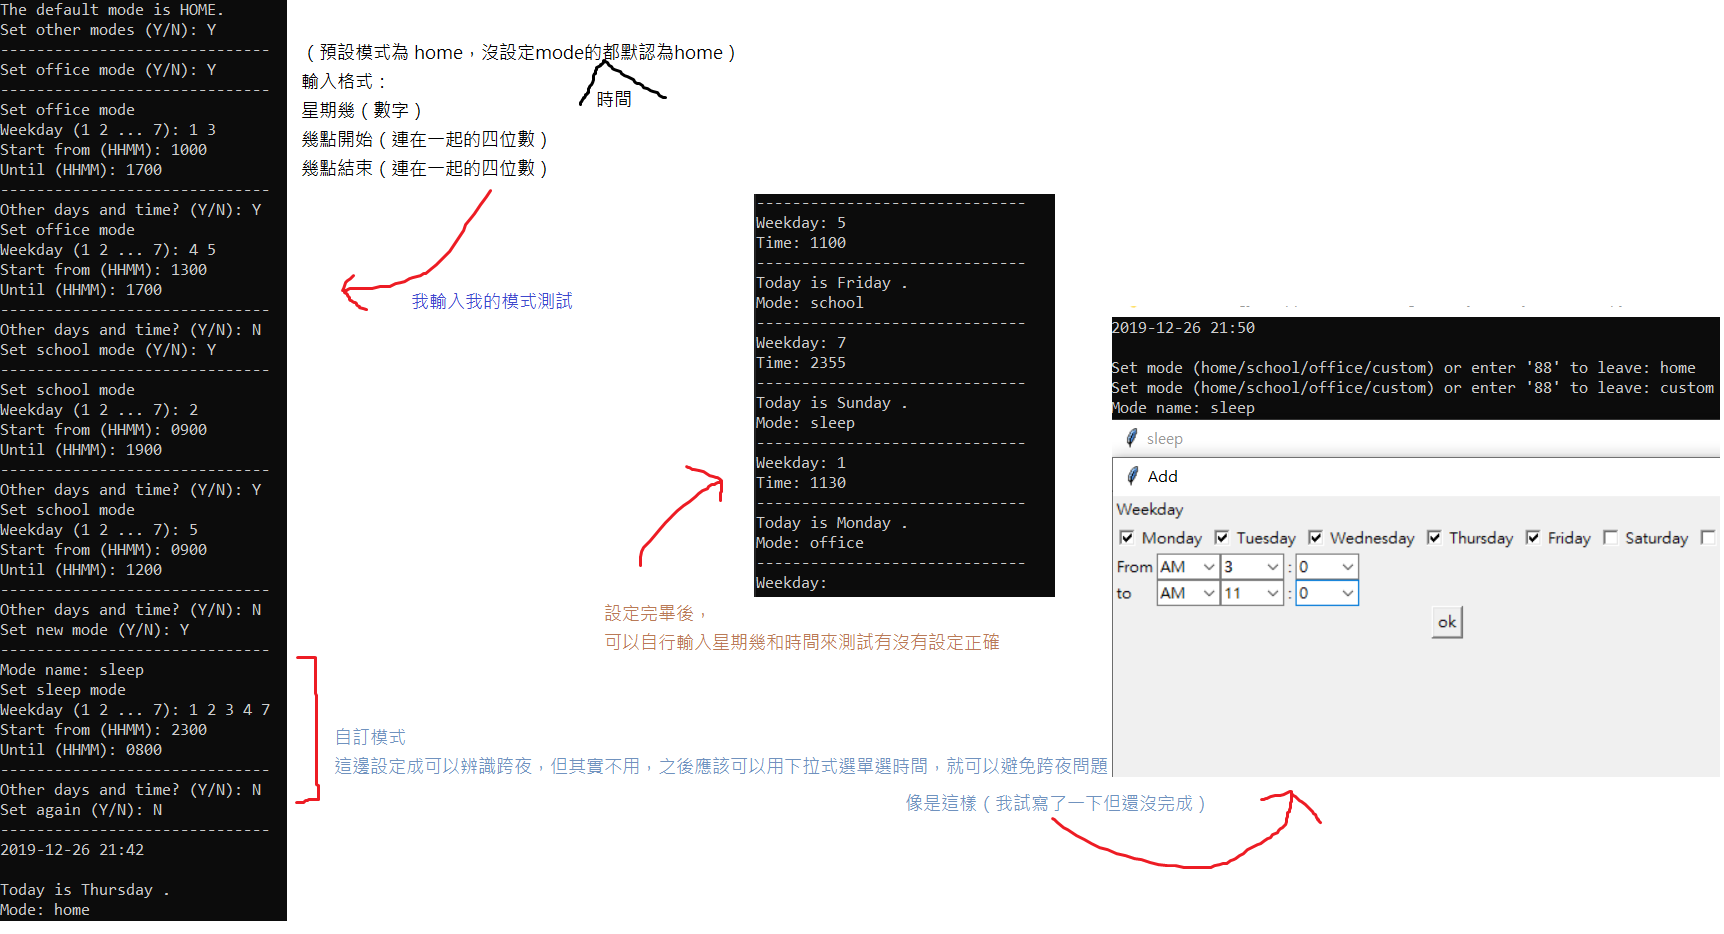 The default mode is HOME.
Set other modes (Y/N): Y
------------------------------
Set office mode (Y/N): Y
------------------------------
Set office mode
Weekday (1 2 ... 7): 1 3
Start from (HHMM): 1000
Until (HHMM): 1700
------------------------------
Other days and time? (Y/N): Y
Set office mode
Weekday (1 2 ... 7): 4 5
Start from (HHMM): 1300
Until (HHMM): 1700
------------------------------
Other days and time? (Y/N): N
Set school mode (Y/N): Y
------------------------------
Set school mode
Weekday (1 2 ... 7): 2
Start from (HHMM): 0900
Until (HHMM): 1900
------------------------------
Other days and time? (Y/N): Y
Set school mode
Weekday (1 2 ... 7): 5
Start from (HHMM): 0900
Until (HHMM): 1200
------------------------------
Other days and time? (Y/N): N
Set new mode (Y/N): Y
------------------------------
Mode name: sleep
Set sleep mode
Weekday (1 2 ... 7): 1 2 3 4 7
Start from (HHMM): 2300
Until (HHMM): 0800
------------------------------
Other days and time? (Y/N): N
Set again (Y/N): N
------------------------------
2019-12-26 21:42
Today is Thursday .
Mode: home
（預設模式為 home，沒設定mode的都默認為home）
時間
輸入格式：
星期幾（數字）
幾點開始（連在一起的四位數）
幾點結束（連在一起的四位數）
我輸入我的模式測試
------------------------------
Weekday: 5
Time: 1100
------------------------------
Today is Friday .
Mode: school
------------------------------
Weekday: 7
Time: 2355
------------------------------
Today is Sunday .
Mode: sleep
------------------------------
Weekday: 1
Time: 1130
------------------------------
Today is Monday .
Mode: office
------------------------------
Weekday:
設定完畢後，
可以自行輸入星期幾和時間來測試有沒有設定正確
自訂模式
這邊設定成可以辨識跨夜，但其實不用，之後應該可以用下拉式選單選時間，就可以避免跨夜問題
像是這樣（我試寫了一下但還沒完成）
2019-12-26 21:50
Set mode (home/school/office/custom) or enter '88' to leave: home
Set mode (home/school/office/custom) or enter '88' to leave: custom
Mode name: sleep
sleep
Add
Weekday
Monday Tuesday Wednesday Thursday Friday Saturday
From AM 3 : 0
to AM 11 : 0
ok